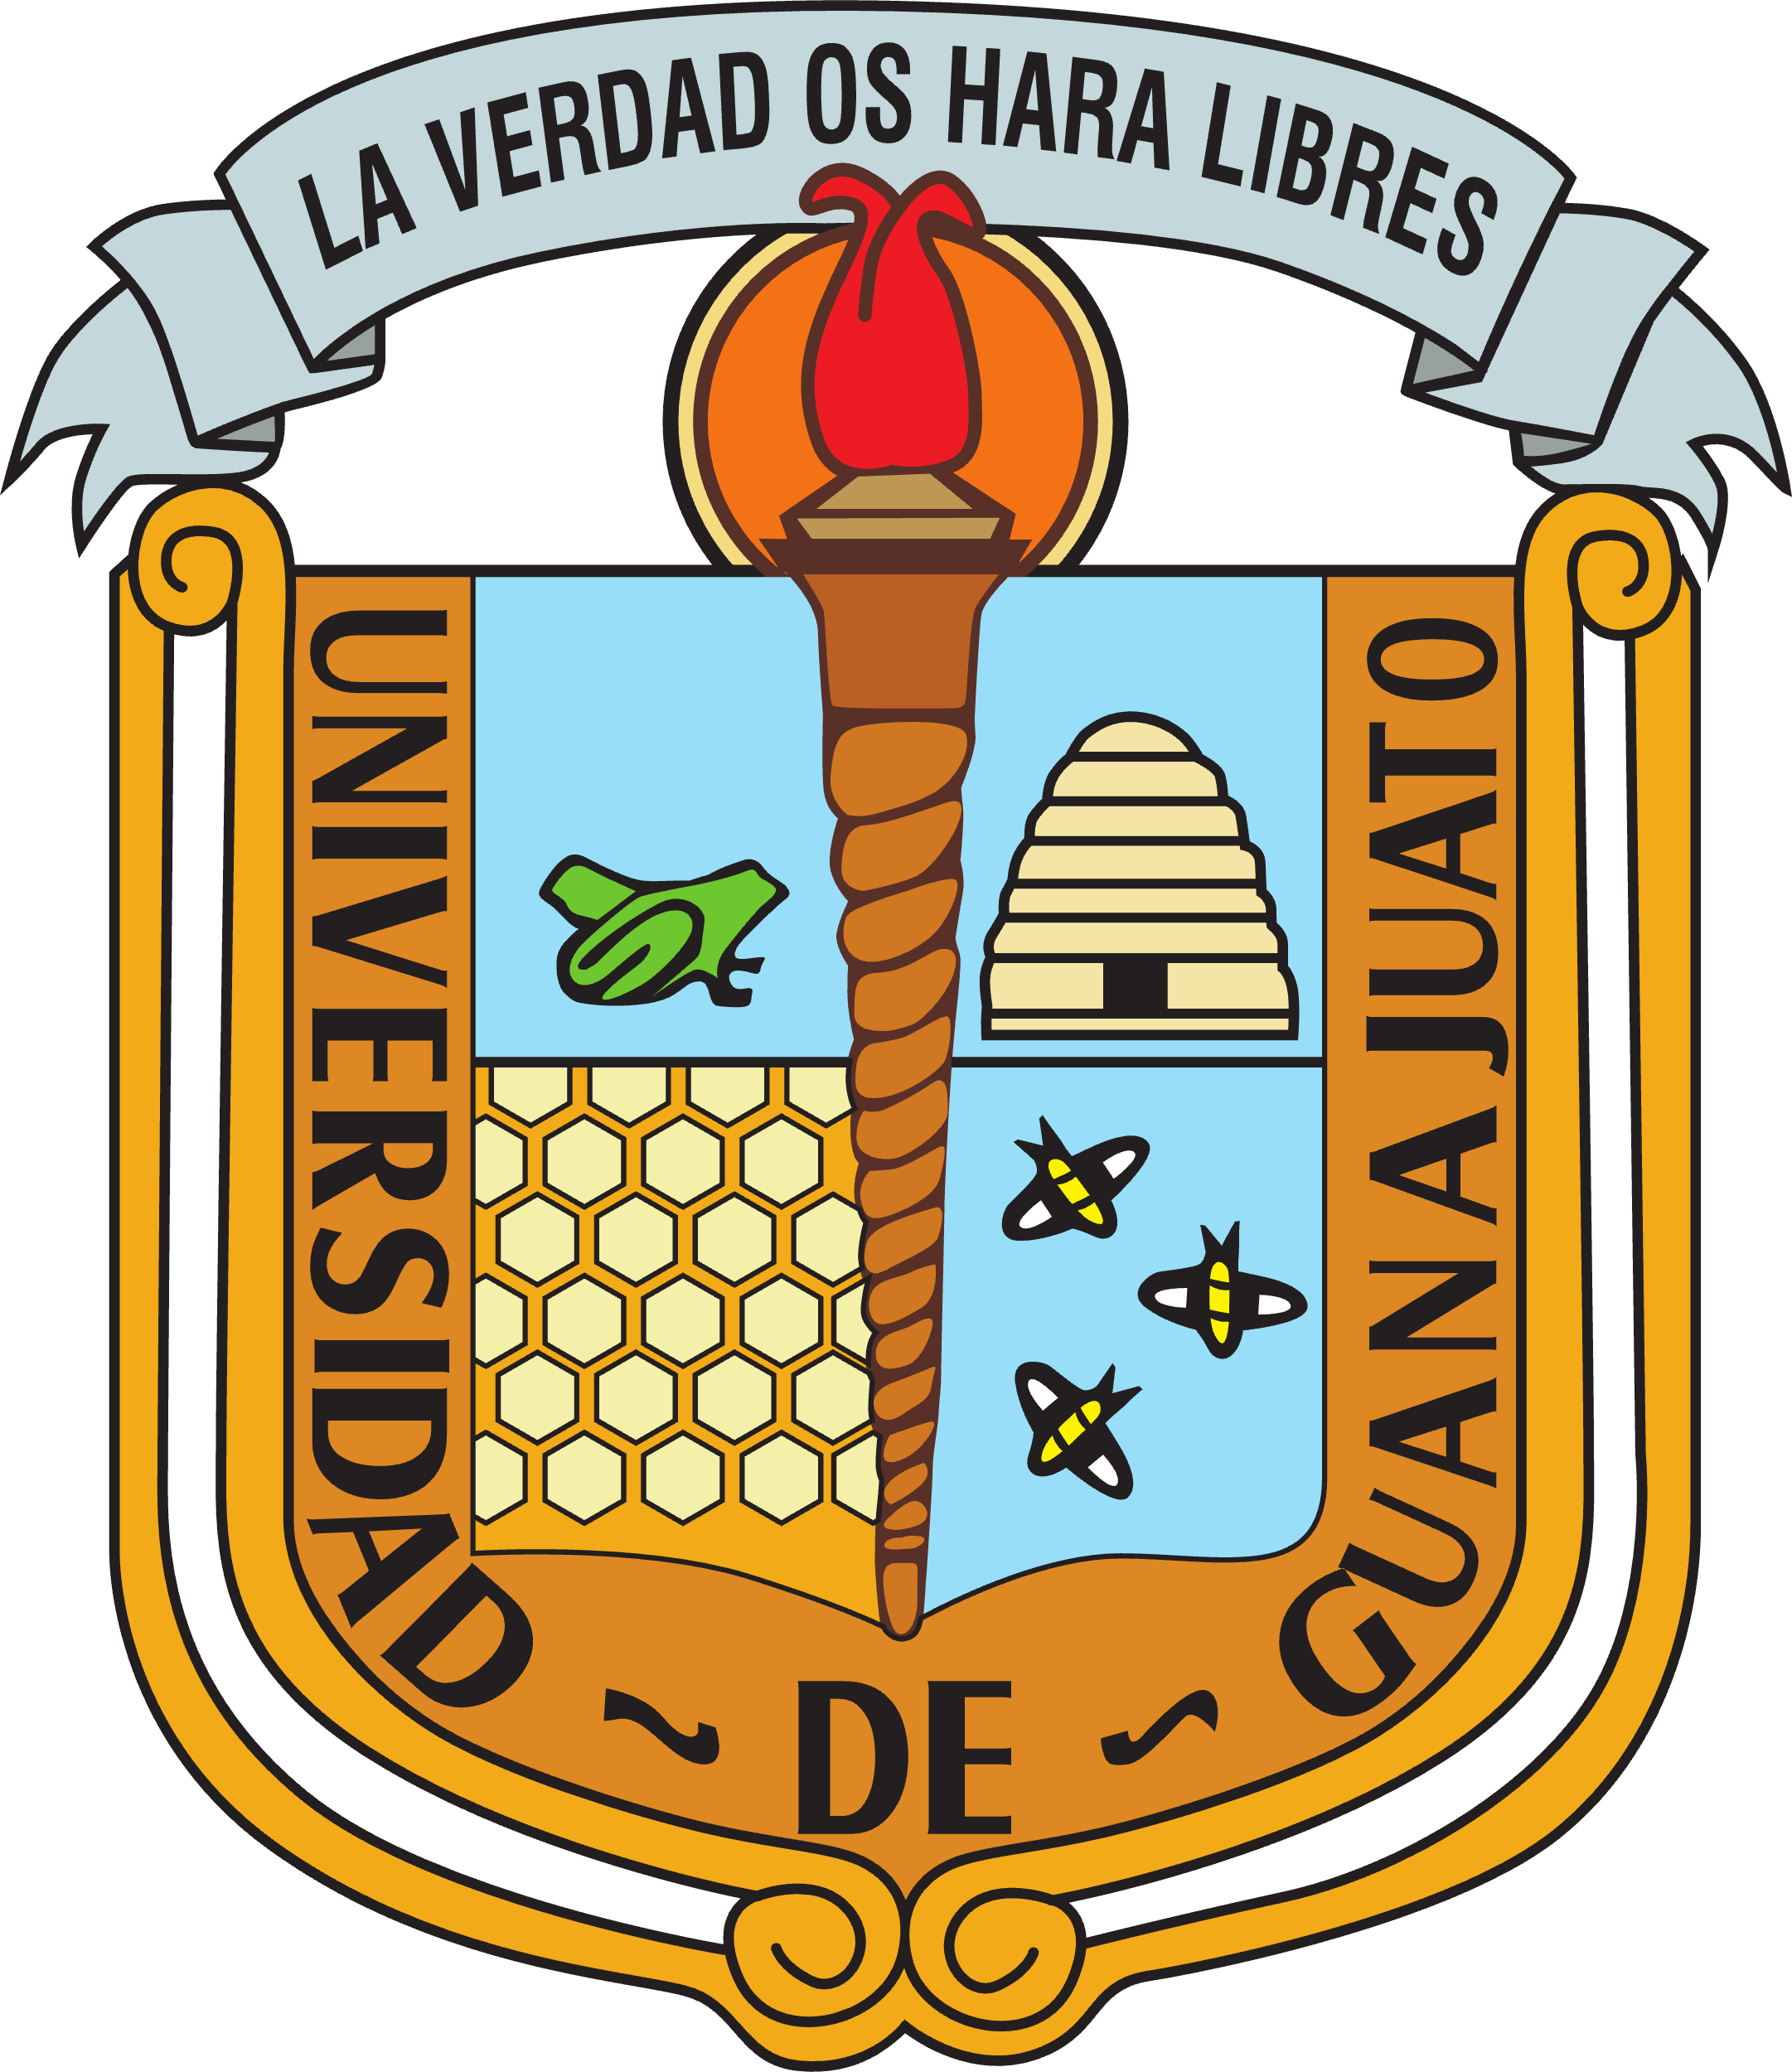 LA VERDAD OS HARA LIBRES
UNIVERSIDAD ~ DE ~ GUANAJUATO